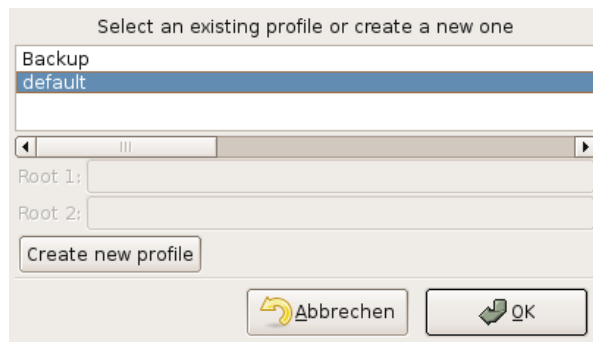 Select an existing profile or create a new one
Backup
default
Root 1:
Root 2:
Create new profile
Abbrechen
OK